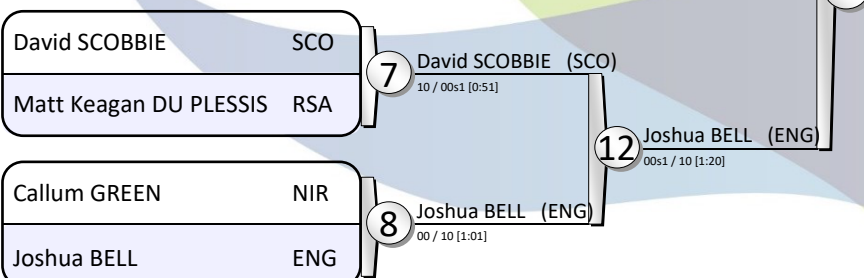 David SCOBBIE SCO
Matt Keagan DU PLESSIS RSA
7
David SCOBBIE (SCO)
10 / 00s1 [0:51]
12
Joshua BELL (ENG)
00s1 / 10 [1:20]
Callum GREEN NIR
Joshua BELL ENG
8
Joshua BELL (ENG)
00 / 10 [1:01]